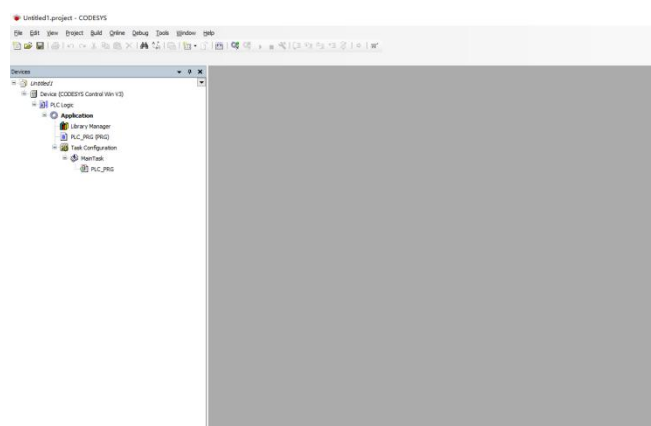 Untitled1.project - CODESYS
File Edit View Project Build Online Debug Tools Window Help
Devices
Untitled1
Device (CODESYS Control Win V3)
PLC Logic
Application
Library Manager
PLC_PRG (PRG)
Task Configuration
MainTask
PLC_PRG